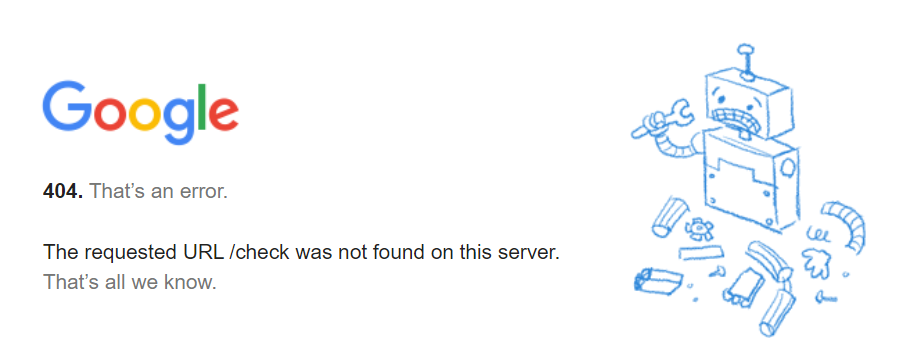 Google
404. That’s an error.
The requested URL /check was not found on this server.
That’s all we know.